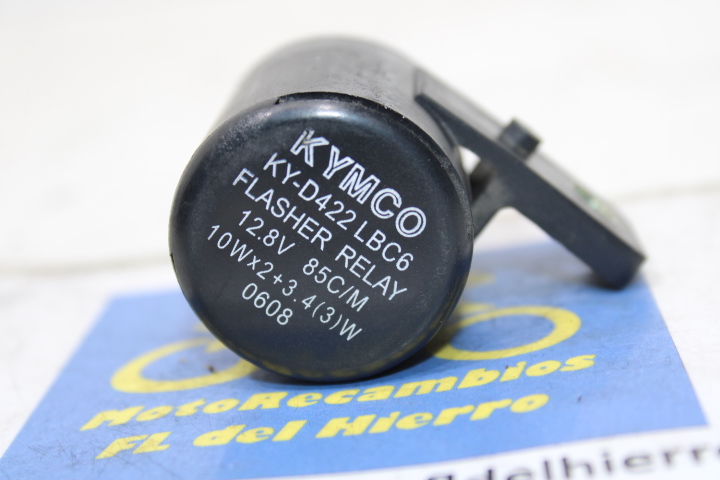 KYMCO
KY-D422 LBC6
FLASHER RELAY
12.8V 85C/M
10Wx2+3.4(3)W
0608
MotoRecambios
FL del Hierro